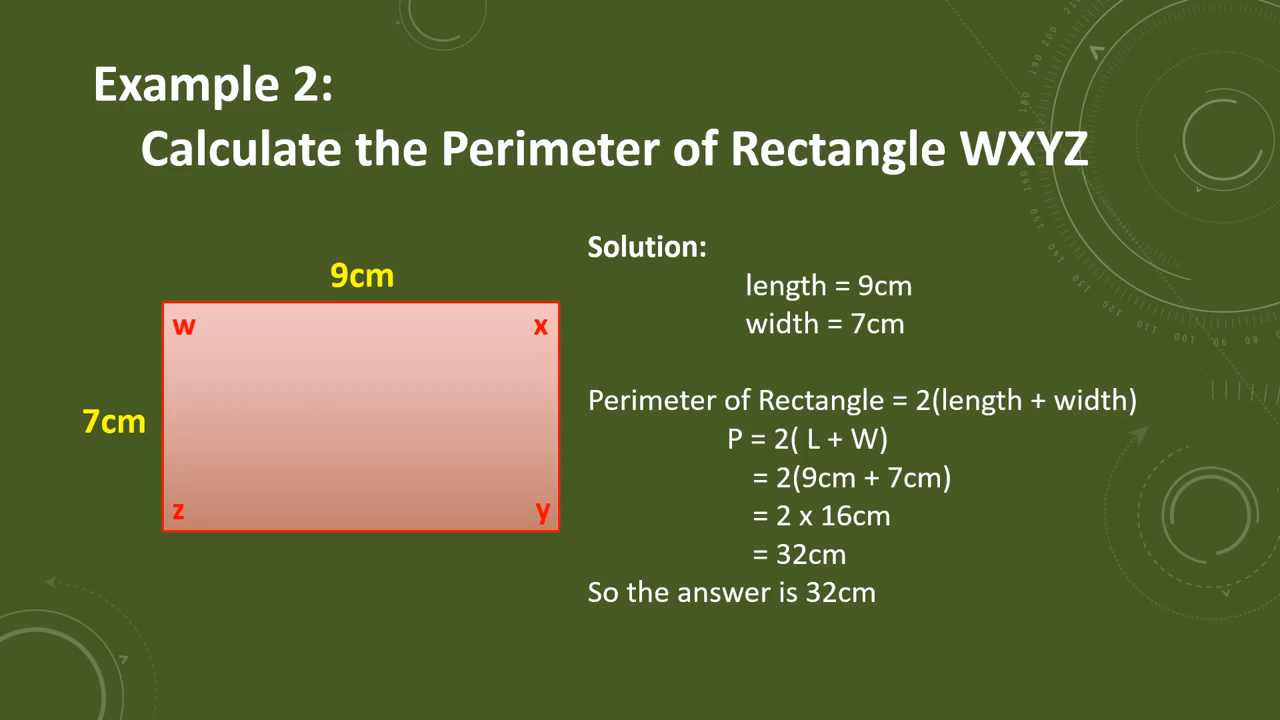 Example 2:
Calculate the Perimeter of Rectangle WXYZ
Solution:
9cm
length = 9cm
w
x
width = 7cm
7cm
Perimeter of Rectangle = 2(length + width)
P = 2( L + W)
= 2(9cm + 7cm)
z
y
= 2 x 16cm
= 32cm
So the answer is 32cm